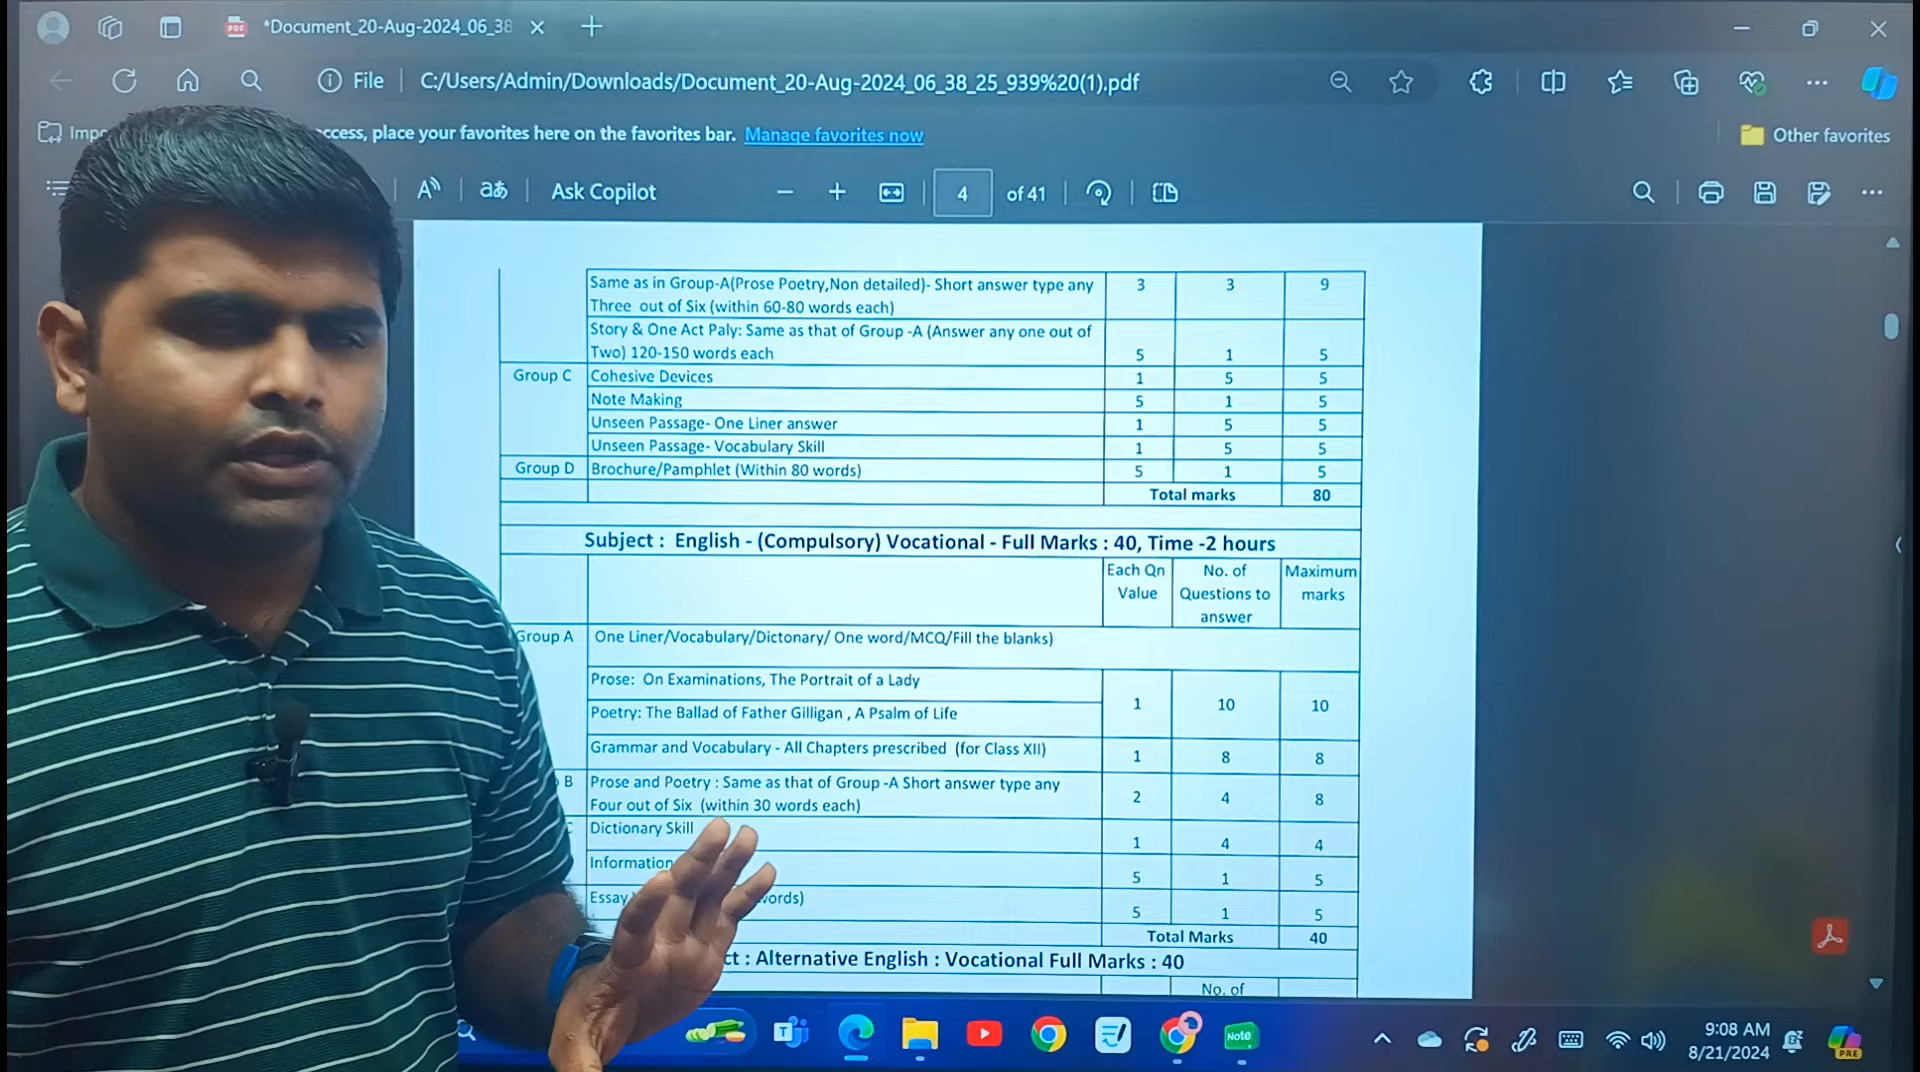 *Document_20-Aug-2024_06_38
File
C:/Users/Admin/Downloads/Document_20-Aug-2024_06_38_25_939%20(1).pdf
access, place your favorites here on the favorites bar. Manage favorites now
Other favorites
Ask Copilot
4 of 41
Same as in Group-A(Prose Poetry,Non detailed)- Short answer type any
Three out of Six (within 60-80 words each)
3 3 9
Story & One Act Paly: Same as that of Group -A (Answer any one out of
Two) 120-150 words each
5 1 5
Group C Cohesive Devices 1 5 5
Note Making 5 1 5
Unseen Passage- One Liner answer 1 5 5
Unseen Passage- Vocabulary Skill 1 5 5
Group D Brochure/Pamphlet (Within 80 words) 5 1 5
Total marks 80
Subject : English - (Compulsory) Vocational - Full Marks : 40, Time -2 hours
Each Qn Value
No. of Questions to answer
Maximum marks
Group A One Liner/Vocabulary/Dictonary/ One word/MCQ/Fill the blanks)
Prose: On Examinations, The Portrait of a Lady
Poetry: The Ballad of Father Gilligan , A Psalm of Life
1 10 10
Grammar and Vocabulary - All Chapters prescribed (for Class XII)
1 8 8
B Prose and Poetry : Same as that of Group -A Short answer type any
Four out of Six (within 30 words each)
2 4 8
Dictionary Skill
1 4 4
Information
5 1 5
Essay words)
5 1 5
Total Marks 40
ct : Alternative English : Vocational Full Marks : 40
No. of
Note
9:08 AM
8/21/2024
PRE